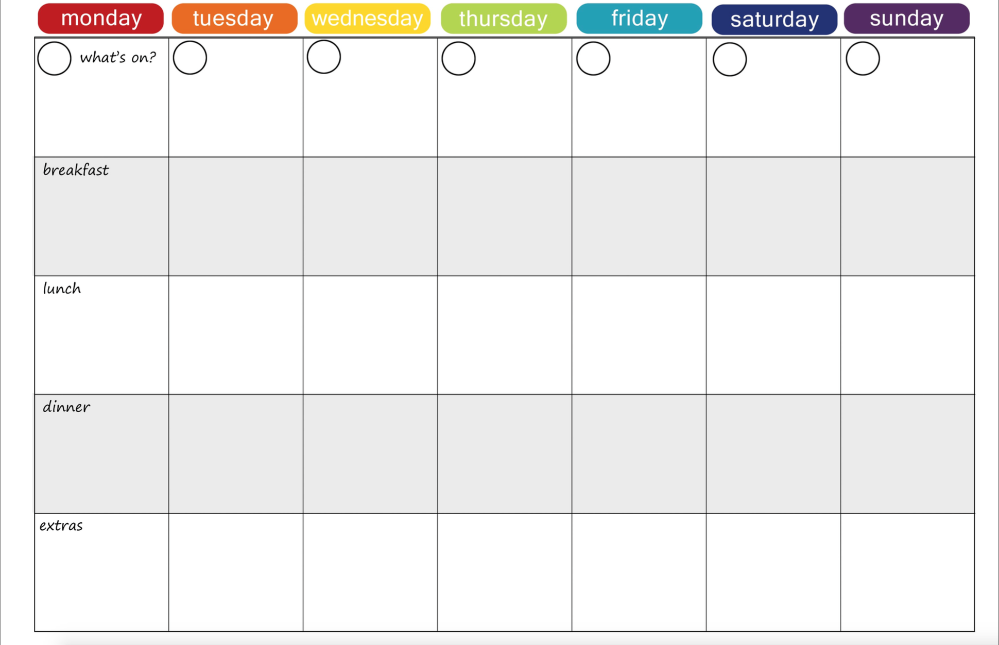 monday tuesday wednesday thursday friday saturday sunday
what's on?
breakfast
lunch
dinner
extras